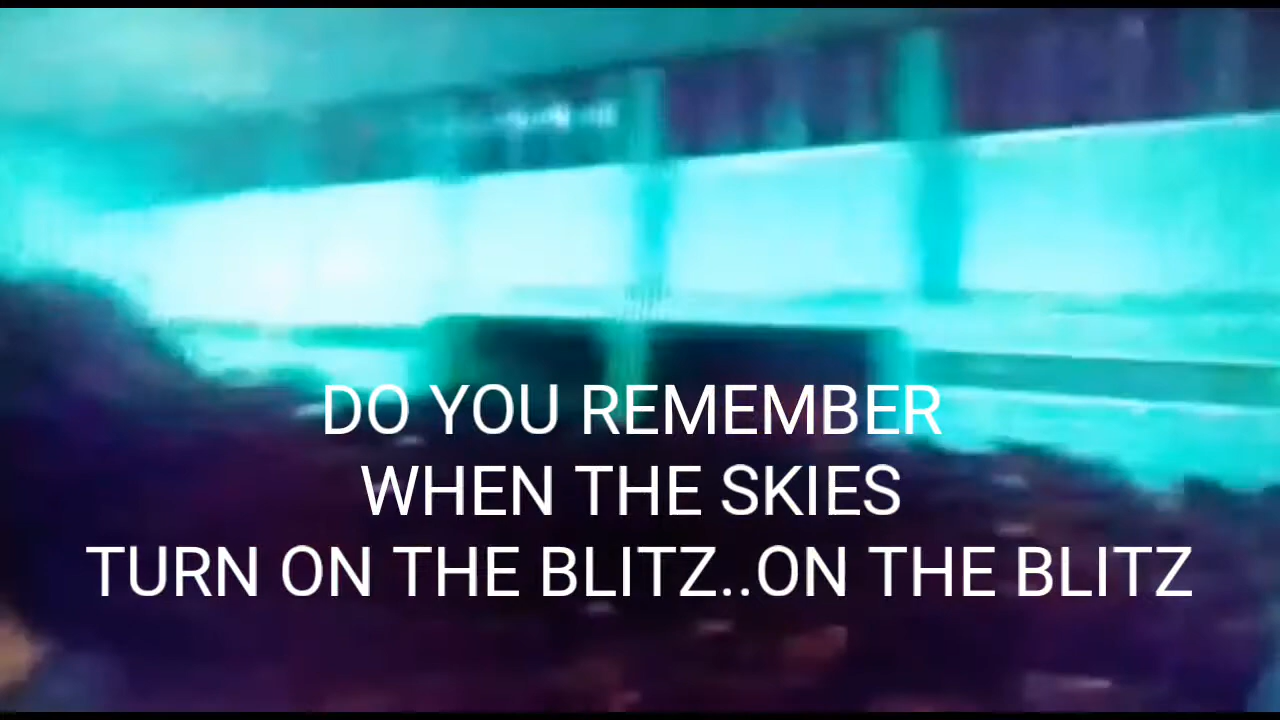 DO YOU REMEMBER
WHEN THE SKIES
TURN ON THE BLITZ..ON THE BLITZ